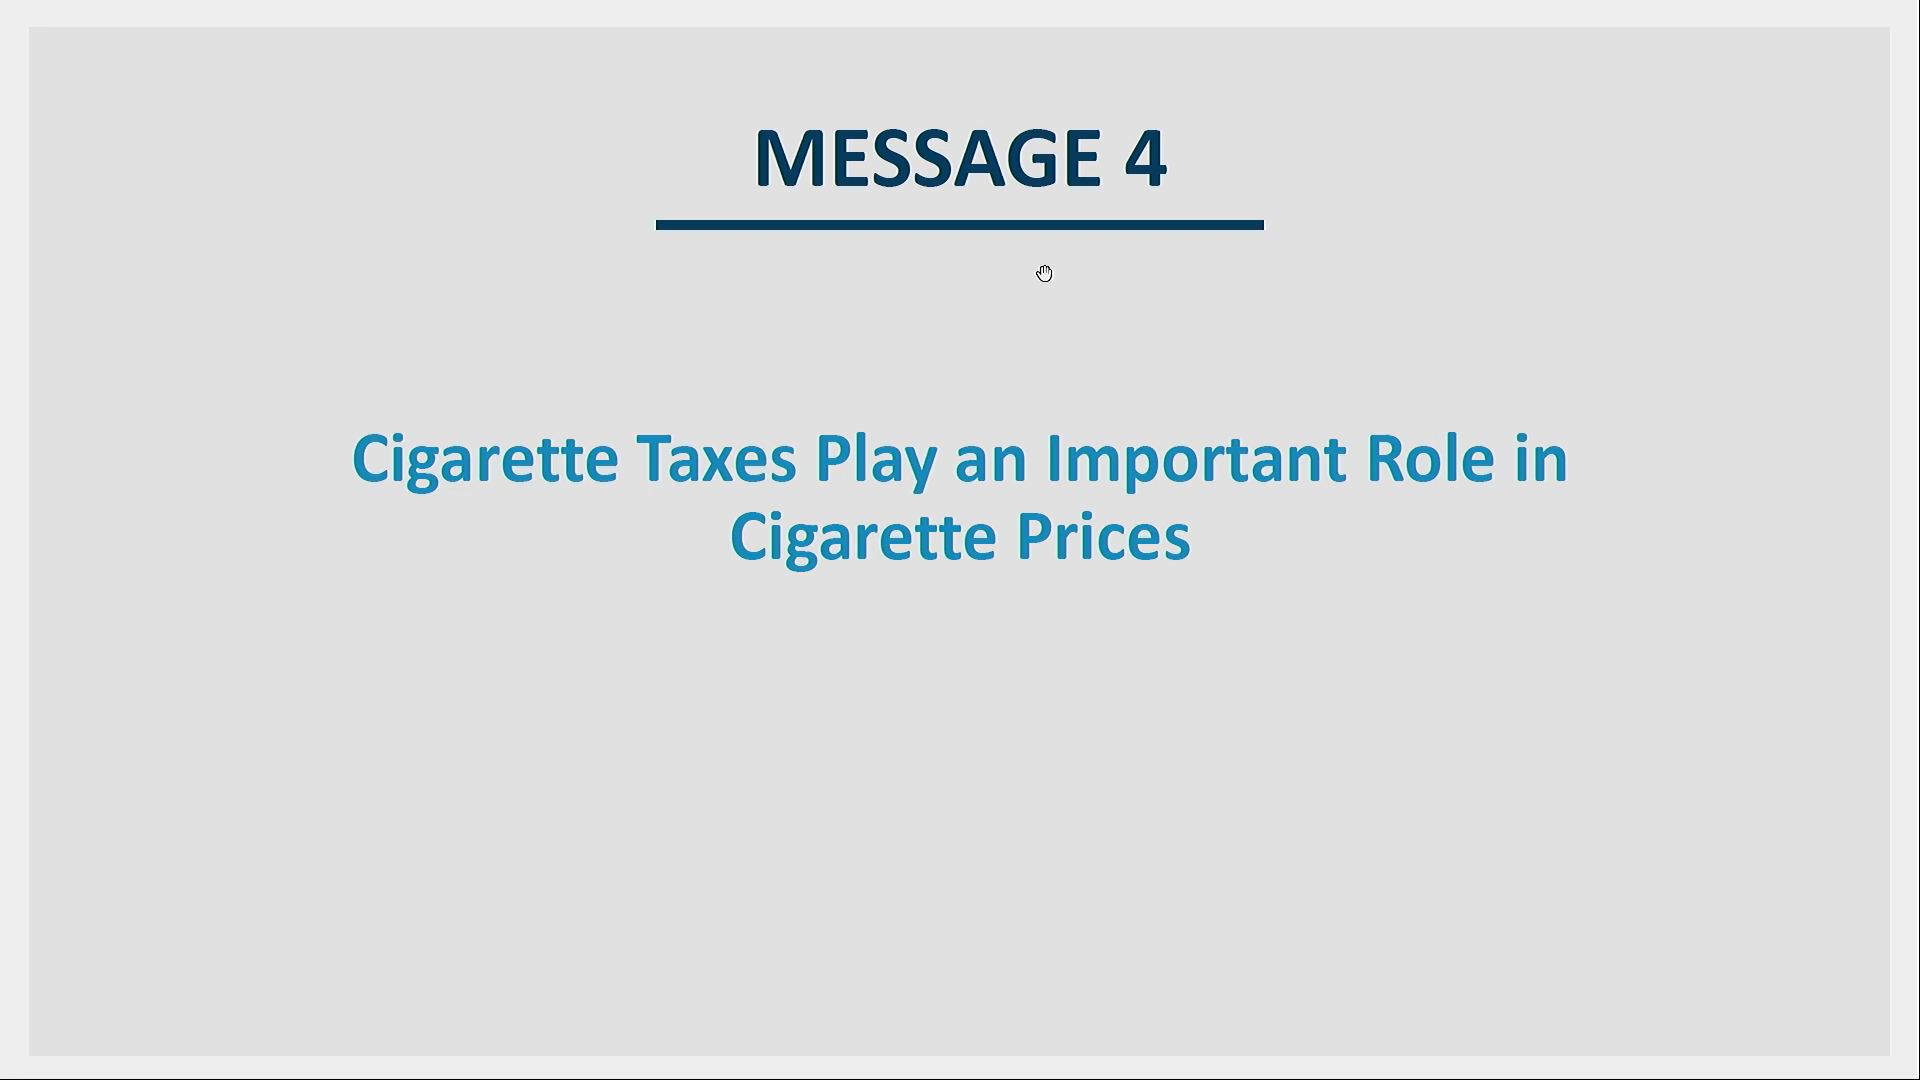 MESSAGE 4
Cigarette Taxes Play an Important Role in
Cigarette Prices